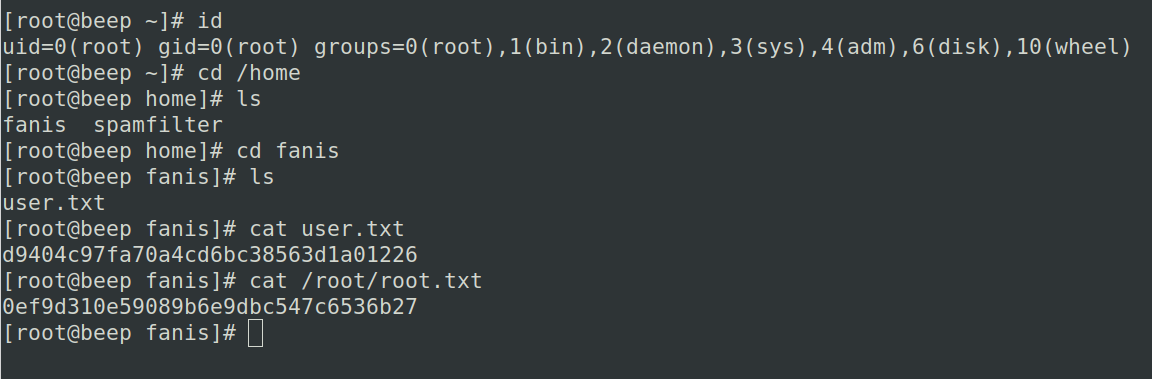 [root@beep ~]# id
uid=0(root) gid=0(root) groups=0(root),1(bin),2(daemon),3(sys),4(adm),6(disk),10(wheel)
[root@beep ~]# cd /home
[root@beep home]# ls
fanis  spamfilter
[root@beep home]# cd fanis
[root@beep fanis]# ls
user.txt
[root@beep fanis]# cat user.txt
d9404c97fa70a4cd6bc38563d1a01226
[root@beep fanis]# cat /root/root.txt
0ef9d310e59089b6e9dbc547c6536b27
[root@beep fanis]#